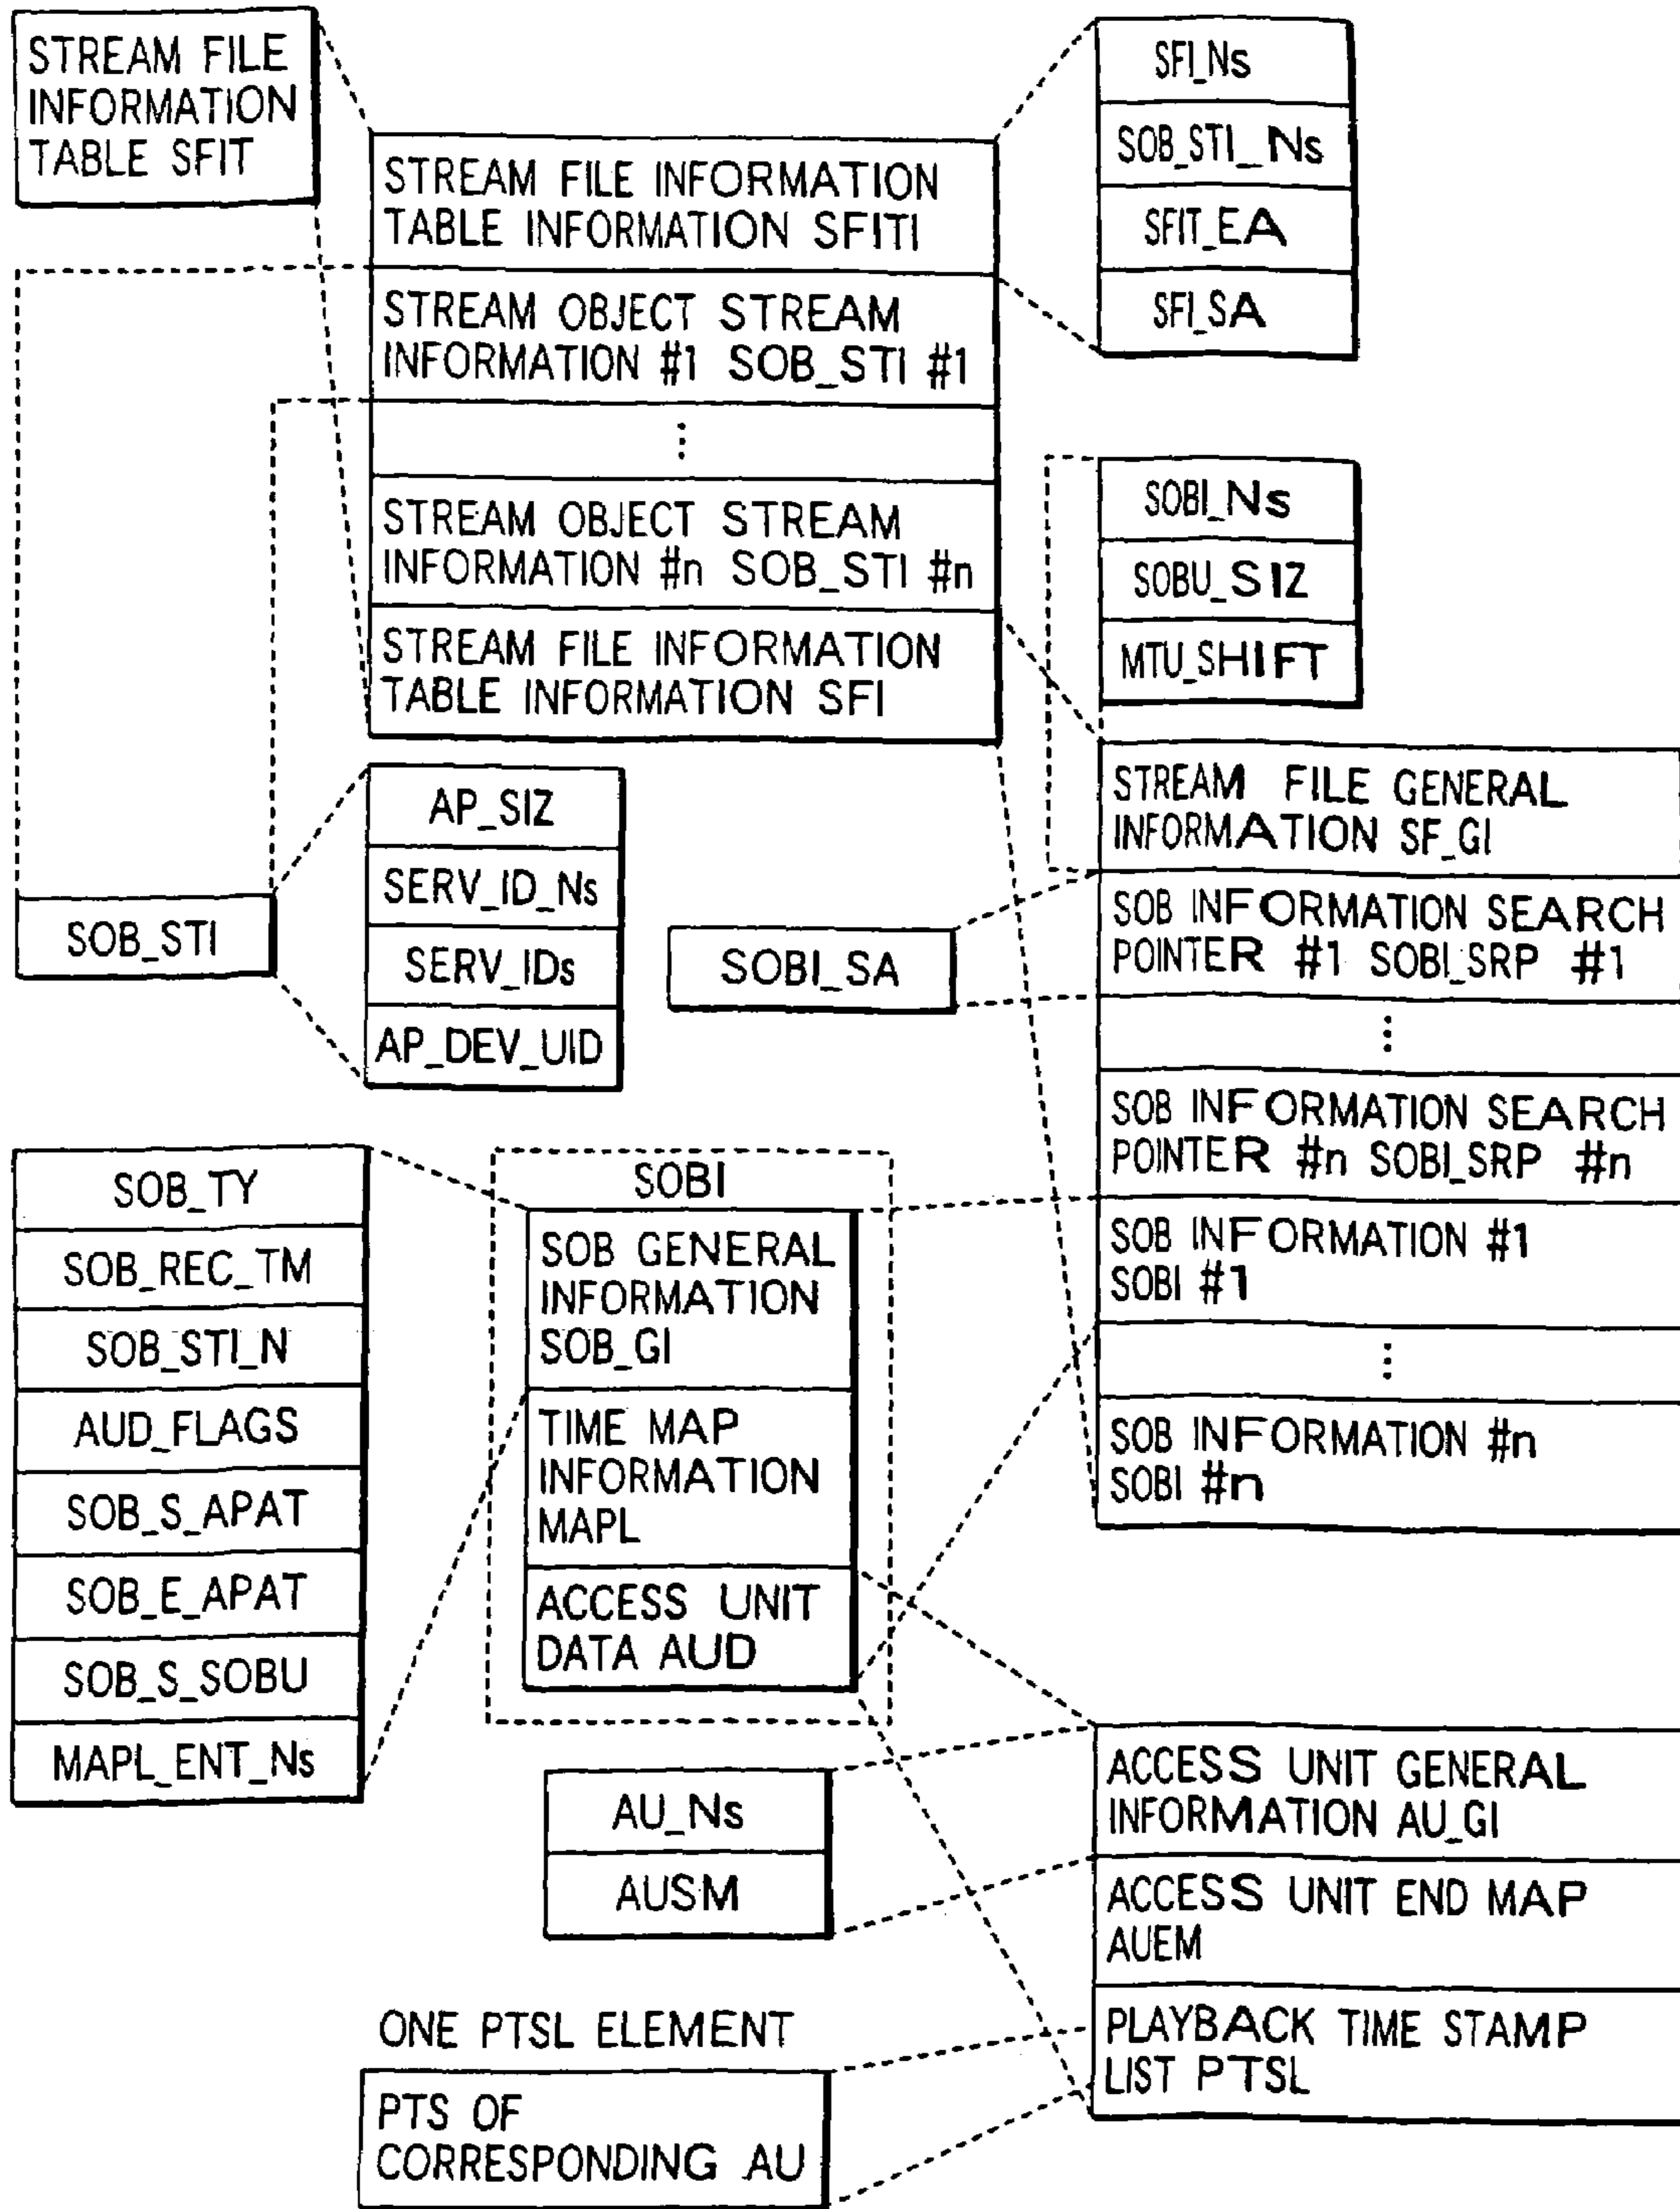 STREAM FILE
INFORMATION
TABLE SFIT
STREAM FILE INFORMATION
TABLE INFORMATION SFITI
STREAM OBJECT STREAM
INFORMATION #1 SOB_STI #1
⋮
STREAM OBJECT STREAM
INFORMATION #n SOB_STI #n
STREAM FILE INFORMATION
TABLE INFORMATION SFI
SFI_Ns
SOB_STI_Ns
SFIT_EA
SFI_SA
SOBI_Ns
SOBU_SIZ
MTU_SHIFT
STREAM FILE GENERAL
INFORMATION SF_GI
SOB INFORMATION SEARCH
POINTER #1 SOBI_SRP #1
⋮
SOB INFORMATION SEARCH
POINTER #n SOBI_SRP #n
SOB INFORMATION #1
SOBI #1
⋮
SOB INFORMATION #n
SOBI #n
SOB_STI
AP_SIZ
SERV_ID_Ns
SERV_IDs
AP_DEV_UID
SOBI_SA
SOB_TY
SOB_REC_TM
SOB_STI_N
AUD_FLAGS
SOB_S_APAT
SOB_E_APAT
SOB_S_SOBU
MAPL_ENT_Ns
SOBI
SOB GENERAL
INFORMATION
SOB_GI
TIME MAP
INFORMATION
MAPL
ACCESS UNIT
DATA AUD
AU_Ns
AUSM
ACCESS UNIT GENERAL
INFORMATION AU_GI
ACCESS UNIT END MAP
AUEM
PLAYBACK TIME STAMP
LIST PTSL
ONE PTSL ELEMENT
PTS OF
CORRESPONDING AU